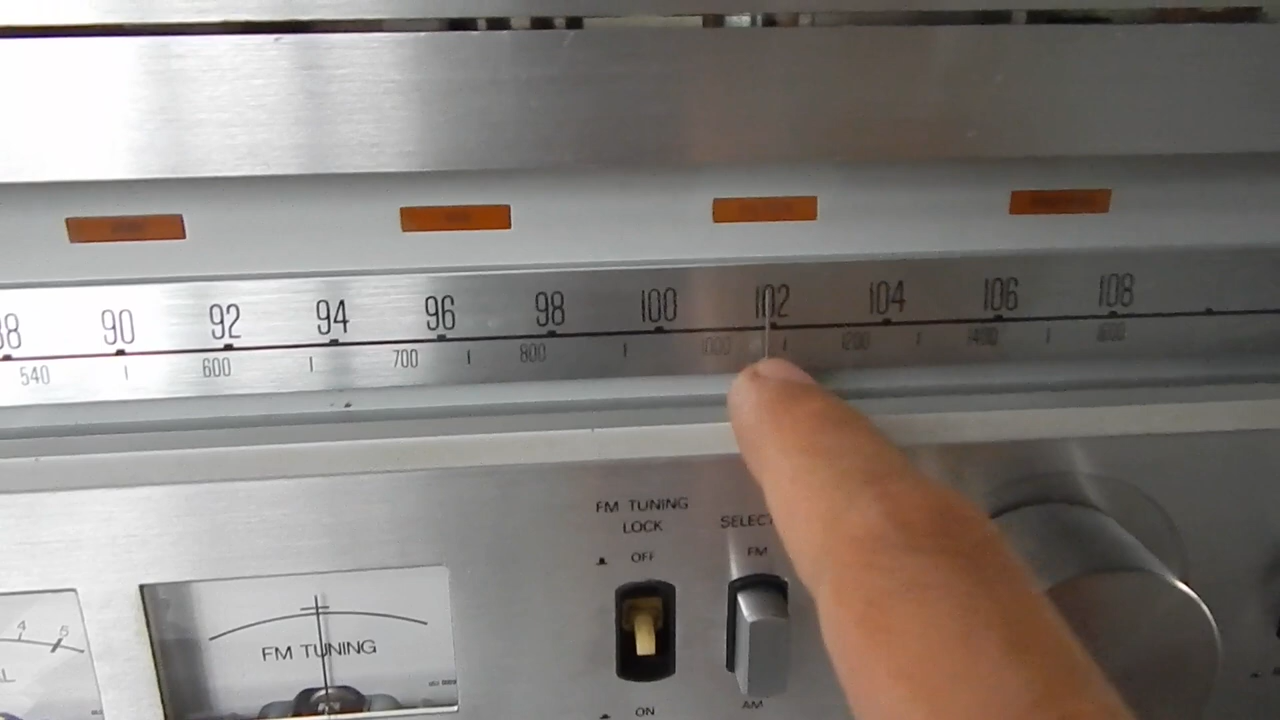 88 90 92 94 96 98 100 102 104 106 108
540 600 700 800 1000 1200 1400 1600
FM TUNING
LOCK
OFF
ON
SELECT
FM
AM
4 5
FM TUNING